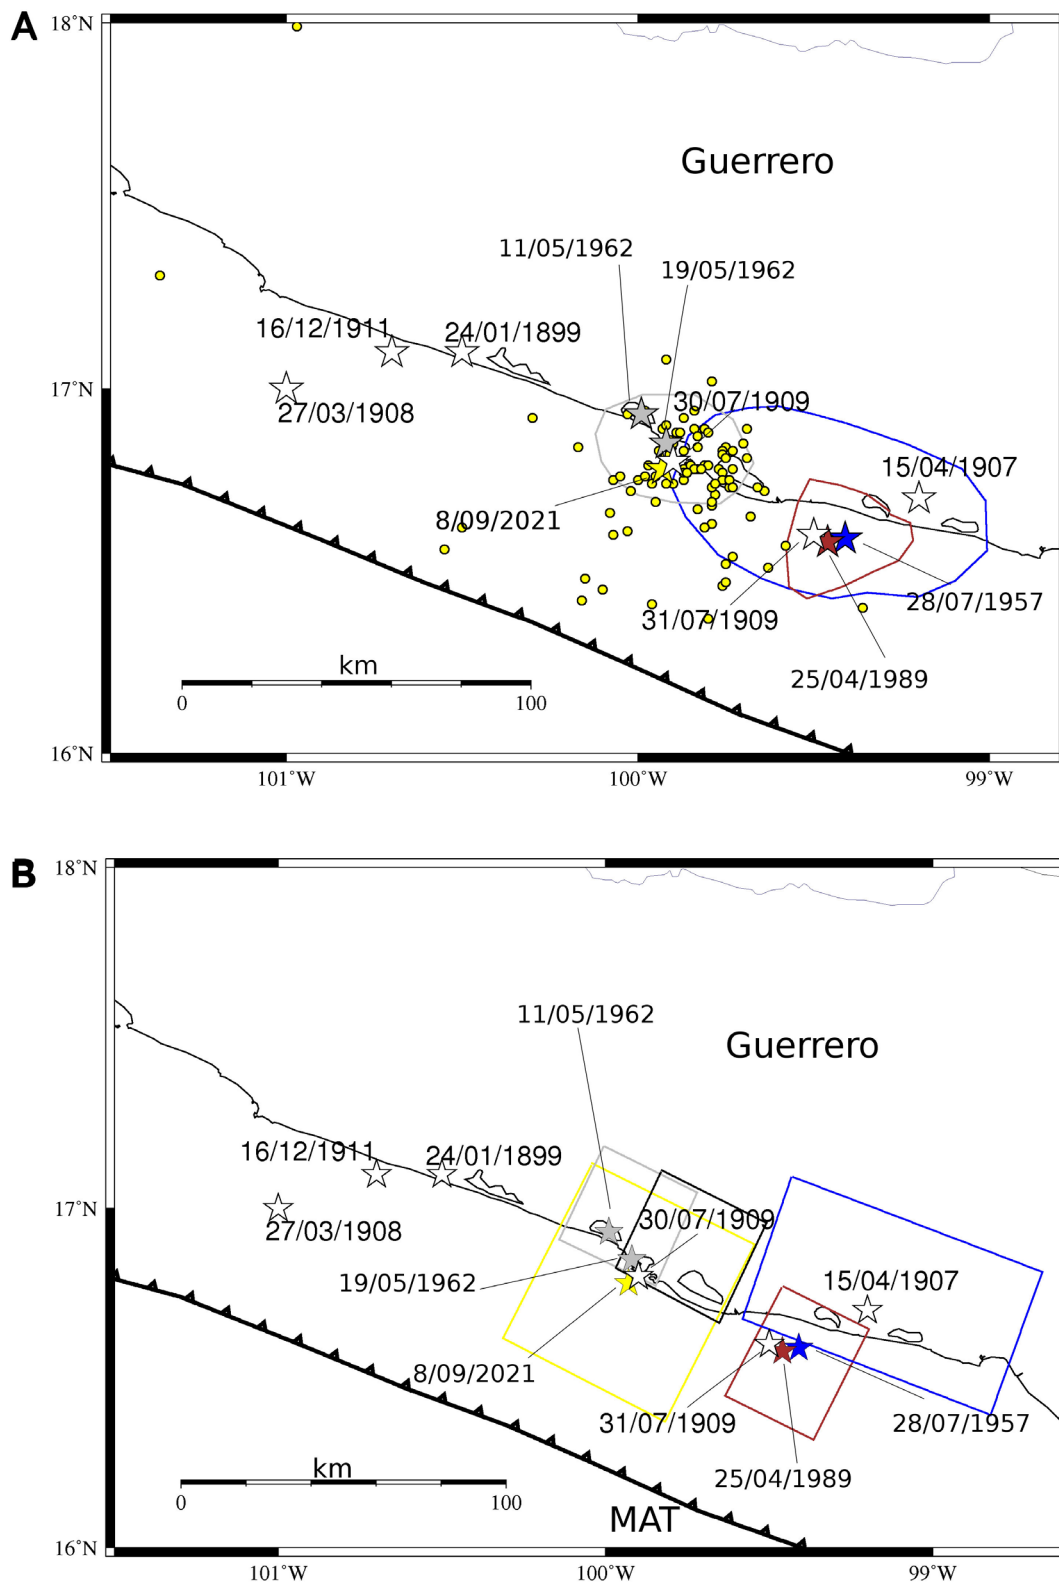 A
18°N
Guerrero
11/05/1962
19/05/1962
16/12/1911
24/01/1899
17°N
27/03/1908
30/07/1909
15/04/1907
8/09/2021
28/07/1957
31/07/1909
25/04/1989
km
0
100
16°N
101°W
100°W
99°W
B
18°N
11/05/1962
Guerrero
16/12/1911
24/01/1899
17°N
27/03/1908
30/07/1909
19/05/1962
15/04/1907
8/09/2021
31/07/1909
28/07/1957
25/04/1989
km
0
100
MAT
16°N
101°W
100°W
99°W